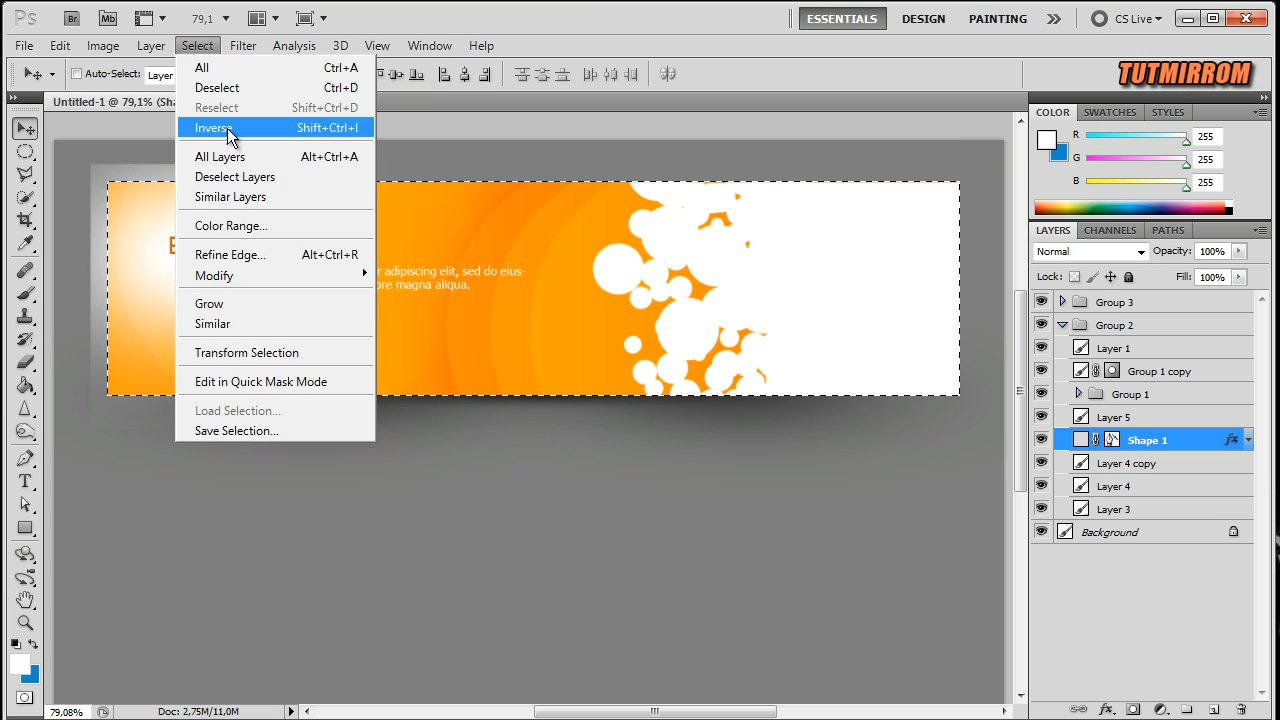 Ps Br Mb 79,1 ESSENTIALS DESIGN PAINTING CS Live
File Edit Image Layer Select Filter Analysis 3D View Window Help
Auto-Select: Layer
TUTMIRROM
Untitled-1 @ 79,1% (Sha
All Ctrl+A
Deselect Ctrl+D
Reselect Shift+Ctrl+D
Inverse Shift+Ctrl+I
All Layers Alt+Ctrl+A
Deselect Layers
Similar Layers
Color Range...
Refine Edge... Alt+Ctrl+R
Modify
Grow
Similar
Transform Selection
Edit in Quick Mask Mode
Load Selection...
Save Selection...
r adipiscing elit, sed do eius-
ore magna aliqua.
COLOR SWATCHES STYLES
R 255
G 255
B 255
LAYERS CHANNELS PATHS
Normal Opacity: 100%
Lock: Fill: 100%
Group 3
Group 2
Layer 1
Group 1 copy
Group 1
Layer 5
Shape 1 fx
Layer 4 copy
Layer 4
Layer 3
Background
79,08% Doc: 2,75M/11,0M